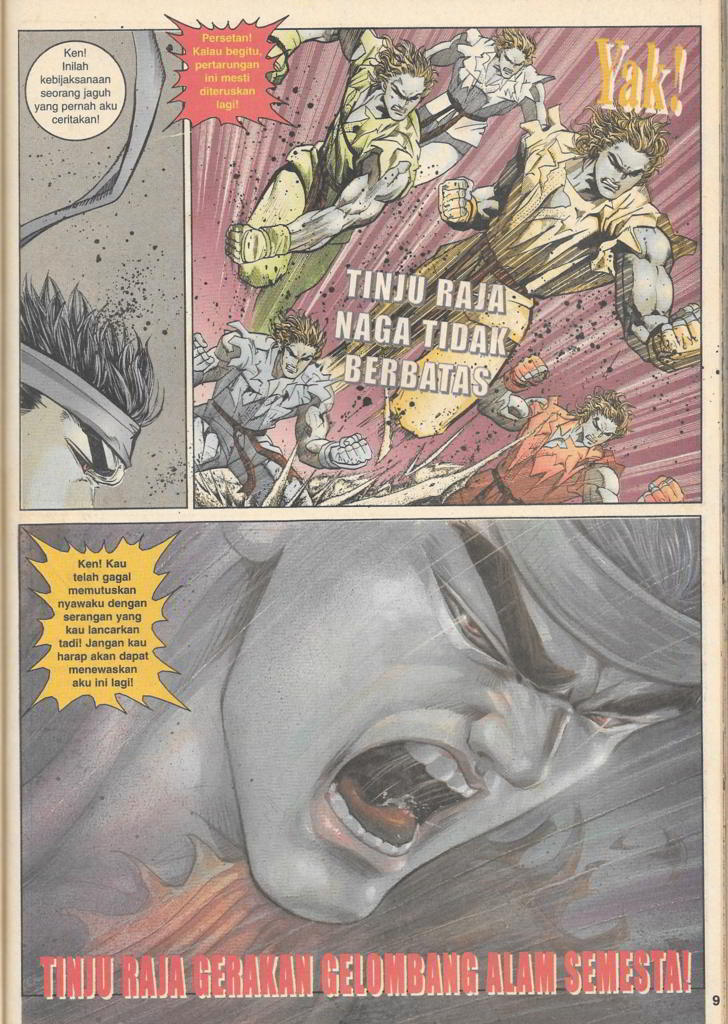 Ken!
Inilah
kebijaksanaan
seorang jaguh
yang pernah aku
ceritakan!
Persetan!
Kalau begitu,
pertarungan
ini mesti
diteruskan
lagi!
Yak!
TINJU RAJA
NAGA TIDAK
BERBATAS
Ken! Kau
telah gagal
memutuskan
nyawaku dengan
serangan yang
kau lancarkan
tadi! Jangan kau
harap akan dapat
menewaskan
aku ini lagi!
TINJU RAJA GERAKAN GELOMBANG ALAM SEMESTA!
9